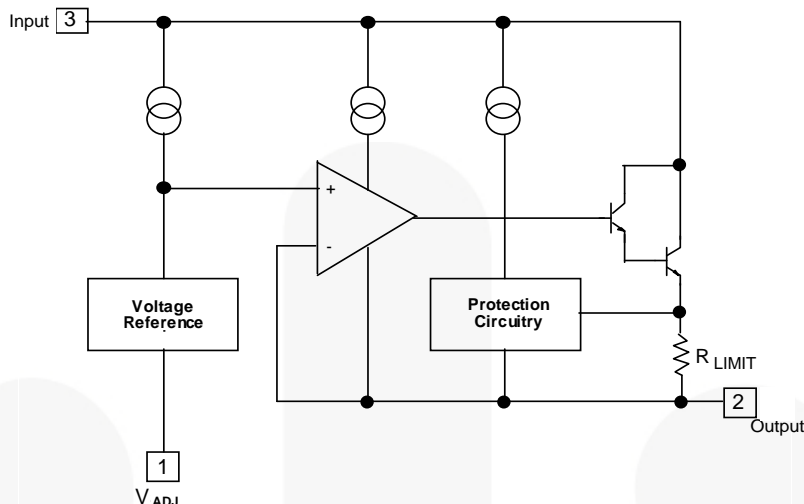 Input 3
+
-
Voltage
Reference
Protection
Circuitry
R LIMIT
2
Output
1
V ADJ